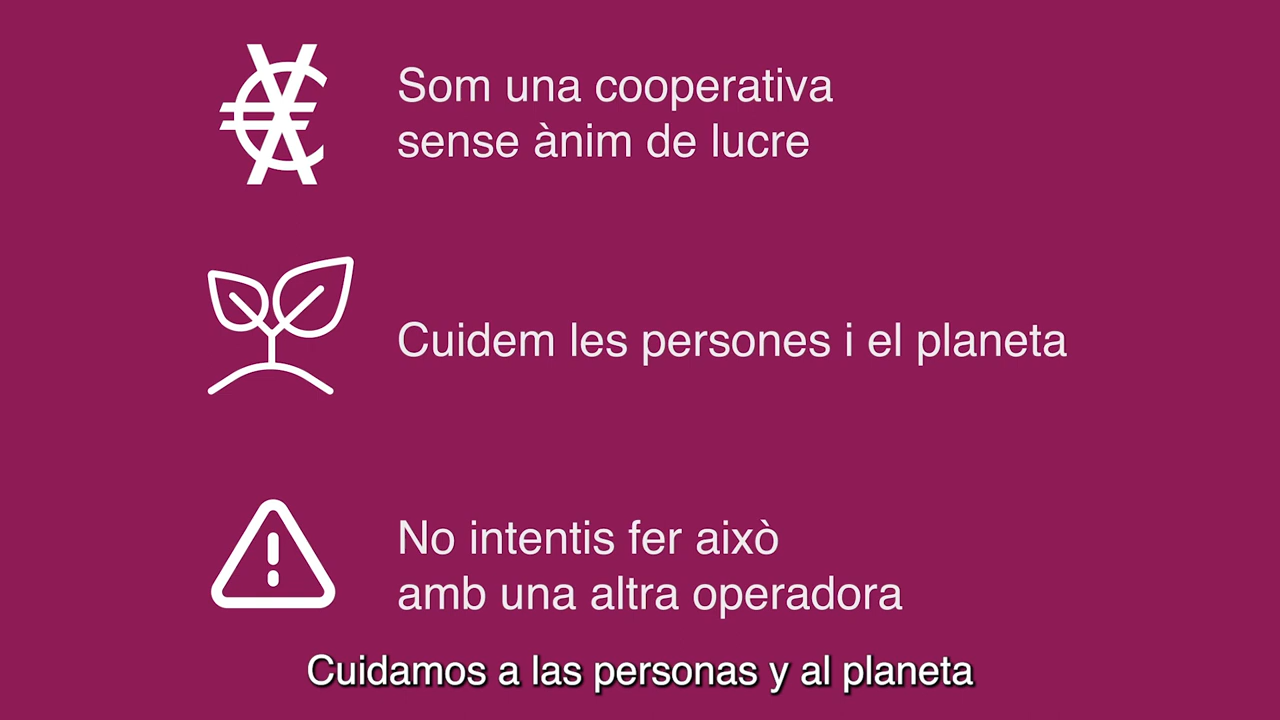 Som una cooperativa
sense ànim de lucre
Cuidem les persones i el planeta
No intentis fer això
amb una altra operadora
Cuidamos a las personas y al planeta